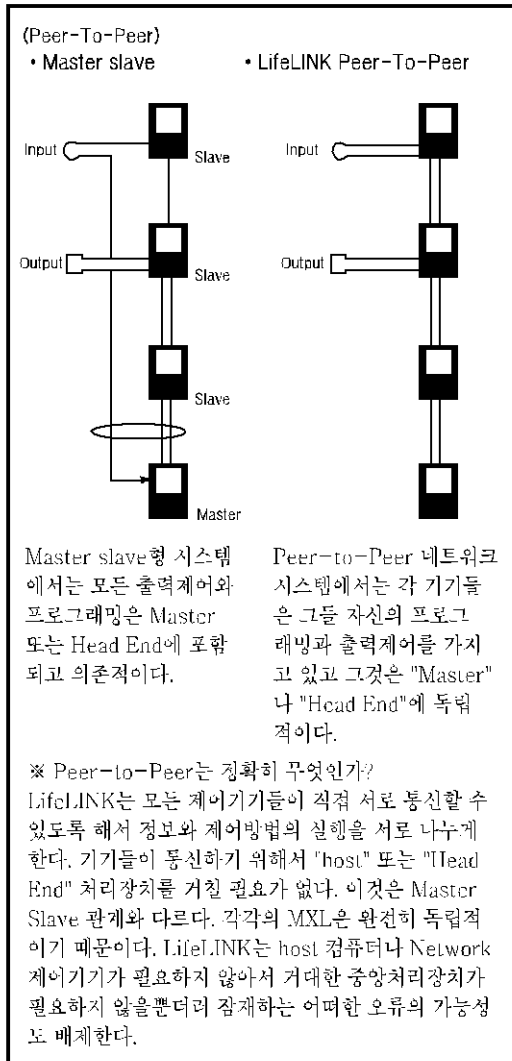 (Peer-To-Peer)
• Master slave
• LifeLINK Peer-To-Peer
Input
Slave
Output
Slave
Slave
Master
Input
Output
Master slave형 시스템
에서는 모든 출력제어와
프로그래밍은 Master
또는 Head End에 포함
되고 의존적이다.
Peer-to-Peer 네트워크
시스템에서는 각 기기들
은 그들 자신의 프로그
래밍과 출력제어를 가지
고 있고 그것은 "Master"
나 "Head End"에 독립
적이다.
※ Peer-to-Peer는 정확히 무엇인가?
LifeLINK는 모든 제어기기들이 직접 서로 통신할 수
있도록 해서 정보와 제어방법의 실행을 서로 나누게
한다. 기기들이 통신하기 위해서 "host" 또는 "Head
End" 처리장치를 거칠 필요가 없다. 이것은 Master
Slave 관계와 다르다. 각각의 MXL은 완전히 독립적
이기 때문이다. LifeLINK는 host 컴퓨터나 Network
제어기기가 필요하지 않아서 거대한 중앙처리장치가
필요하지 않을뿐더러 잠재하는 어떠한 오류의 가능성
도 배제한다.